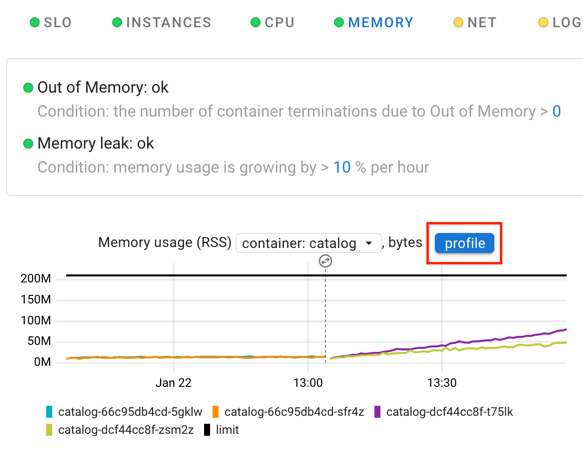 SLO INSTANCES CPU MEMORY NET LOG
Out of Memory: ok
Condition: the number of container terminations due to Out of Memory > 0
Memory leak: ok
Condition: memory usage is growing by > 10 % per hour
Memory usage (RSS) container: catalog , bytes profile
200M
150M
100M
50M
0M
Jan 22 13:00 13:30
catalog-66c95db4cd-5gklw catalog-66c95db4cd-sfr4z catalog-dcf44cc8f-t75lk
catalog-dcf44cc8f-zsm2z limit